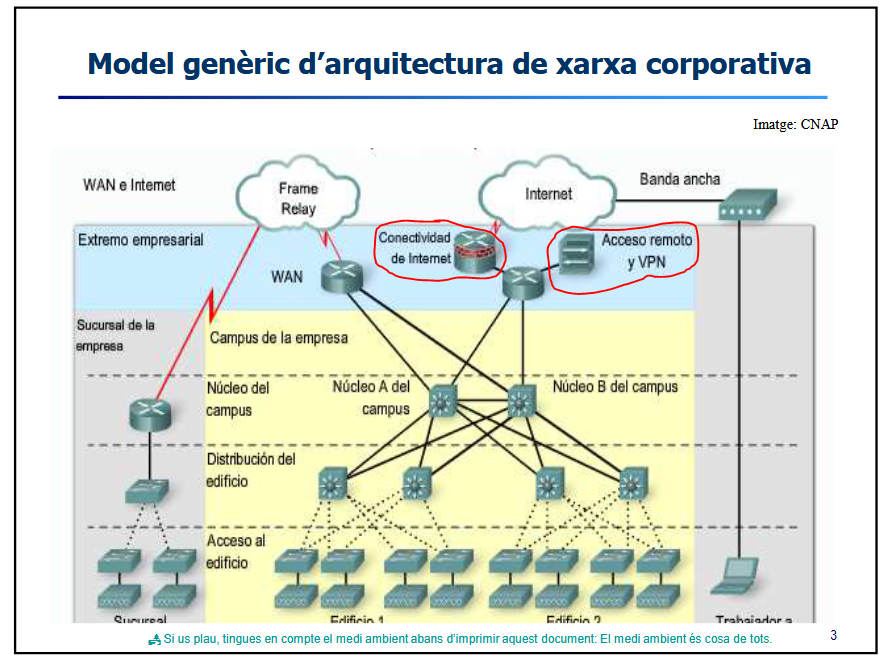 Model genèric d’arquitectura de xarxa corporativa
Imatge: CNAP
WAN e Internet
Frame
Relay
Internet
Banda ancha
Extremo empresarial
WAN
Conectividad
de Internet
Acceso remoto
y VPN
Sucursal de la
empresa
Campus de la empresa
Núcleo del
campus
Núcleo A del
campus
Núcleo B del campus
Distribución del
edificio
Acceso al
edificio
Sucursal
Edificio 1
Edificio 2
Trabajador a
Si us plau, tingues en compte el medi ambient abans d'imprimir aquest document: El medi ambient és cosa de tots.
3